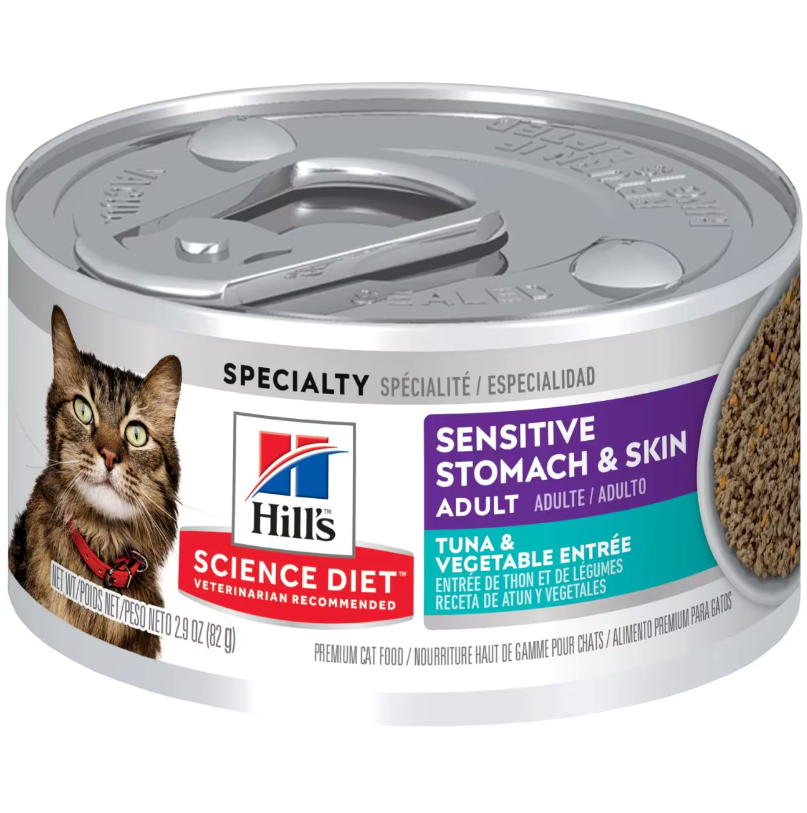 SEALED
SPECIALTY SPÉCIALITÉ / ESPECIALIDAD
Hill's™
SCIENCE DIET™
VETERINARIAN RECOMMENDED
SENSITIVE
STOMACH & SKIN
ADULT ADULTE / ADULTO
TUNA &
VEGETABLE ENTRÉE
ENTRÉE DE THON ET DE LÉGUMES
RECETA DE ATUN Y VEGETALES
NET WT/POIDS NET/PESO NETO 2.9 OZ (82 g)
PREMIUM CAT FOOD / NOURRITURE HAUT DE GAMME POUR CHATS / ALIMENTO PREMIUM PARA GATOS